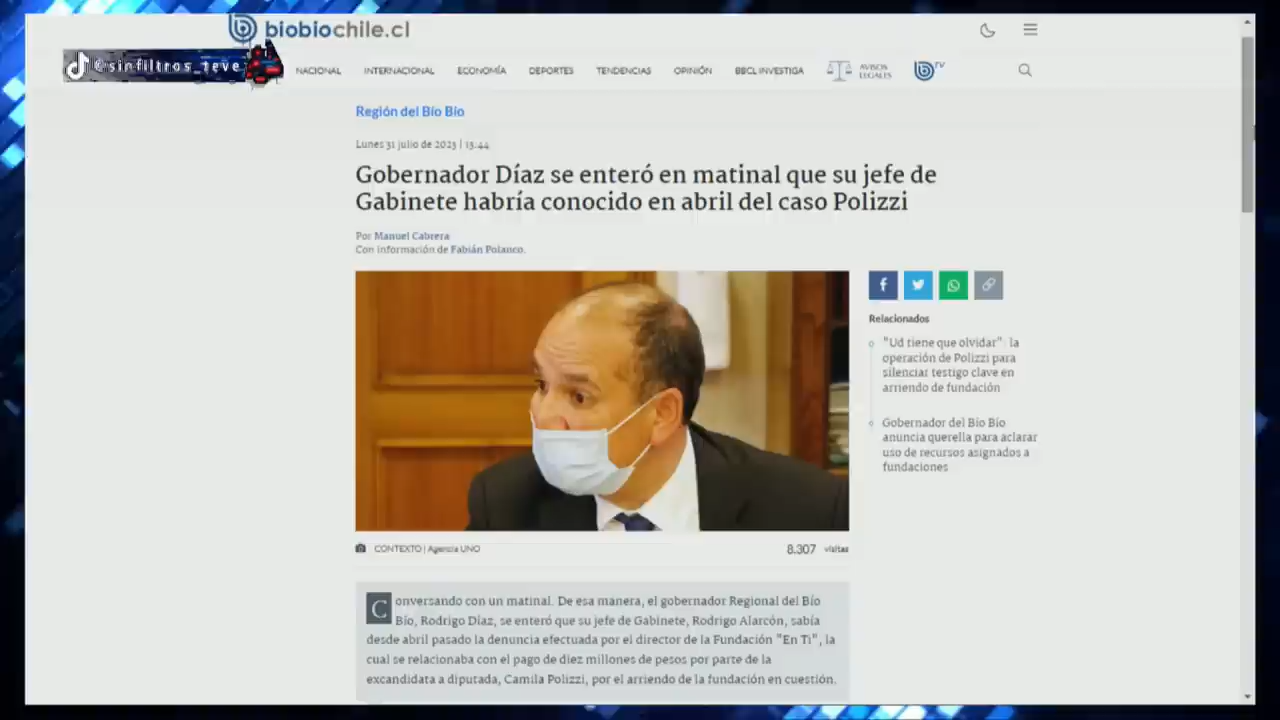 biobiochile.cl
@sinfiltros_teve
NACIONAL INTERNACIONAL ECONOMÍA DEPORTES TENDENCIAS OPINIÓN BBCL INVESTIGA AVISOS LEGALES TV
Región del Bío Bío
Lunes 31 julio de 2023 | 13:44
Gobernador Díaz se enteró en matinal que su jefe de
Gabinete habría conocido en abril del caso Polizzi
Por Manuel Cabrera
Con información de Fabián Polanco.
Relacionados
"Ud tiene que olvidar": la
operación de Polizzi para
silenciar testigo clave en
arriendo de fundación
Gobernador del Bío Bío
anuncia querella para aclarar
uso de recursos asignados a
fundaciones
CONTEXTO | Agencia UNO
8.307 visitas
Conversando con un matinal. De esa manera, el gobernador Regional del Bío
Bío, Rodrigo Díaz, se enteró que su jefe de Gabinete, Rodrigo Alarcón, sabía
desde abril pasado la denuncia efectuada por el director de la Fundación "En Ti", la
cual se relacionaba con el pago de diez millones de pesos por parte de la
excandidata a diputada, Camila Polizzi, por el arriendo de la fundación en cuestión.